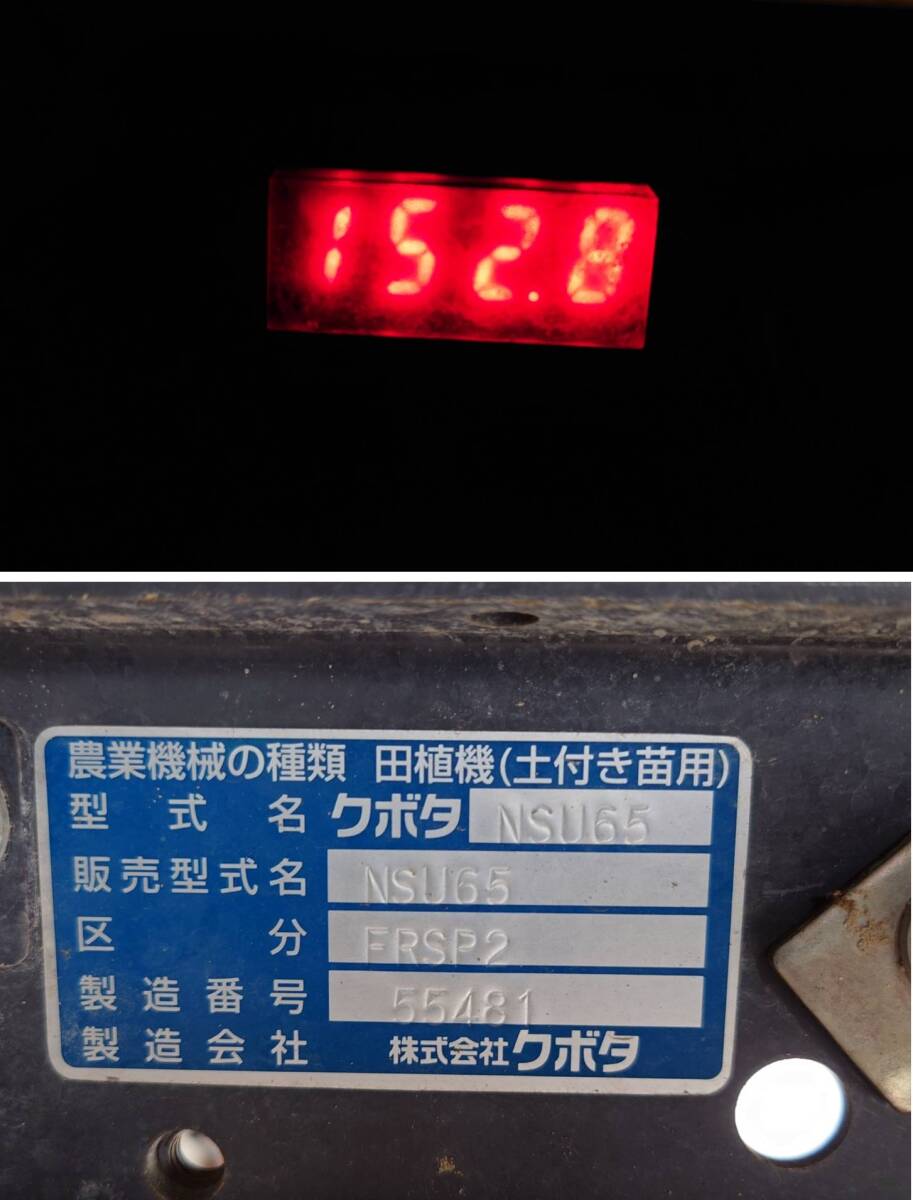 152.8
農業機械の種類 田植機(土付き苗用)
型式名 クボタ NSU65
販売型式名 NSU65
区分 FRSP2
製造番号 55481
製造会社 株式会社クボタ